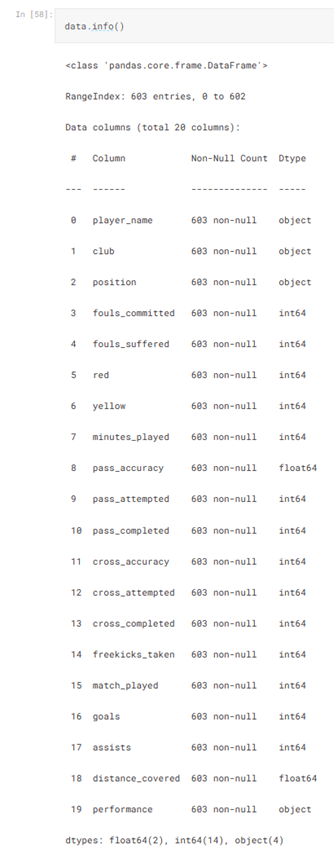 In [58]:
data.info()
<class 'pandas.core.frame.DataFrame'>
RangeIndex: 603 entries, 0 to 602
Data columns (total 20 columns):
# Column Non-Null Count Dtype
--- ------ -------------- -----
0 player_name 603 non-null object
1 club 603 non-null object
2 position 603 non-null object
3 fouls_committed 603 non-null int64
4 fouls_suffered 603 non-null int64
5 red 603 non-null int64
6 yellow 603 non-null int64
7 minutes_played 603 non-null int64
8 pass_accuracy 603 non-null float64
9 pass_attempted 603 non-null int64
10 pass_completed 603 non-null int64
11 cross_accuracy 603 non-null int64
12 cross_attempted 603 non-null int64
13 cross_completed 603 non-null int64
14 freekicks_taken 603 non-null int64
15 match_played 603 non-null int64
16 goals 603 non-null int64
17 assists 603 non-null int64
18 distance_covered 603 non-null float64
19 performance 603 non-null object
dtypes: float64(2), int64(14), object(4)